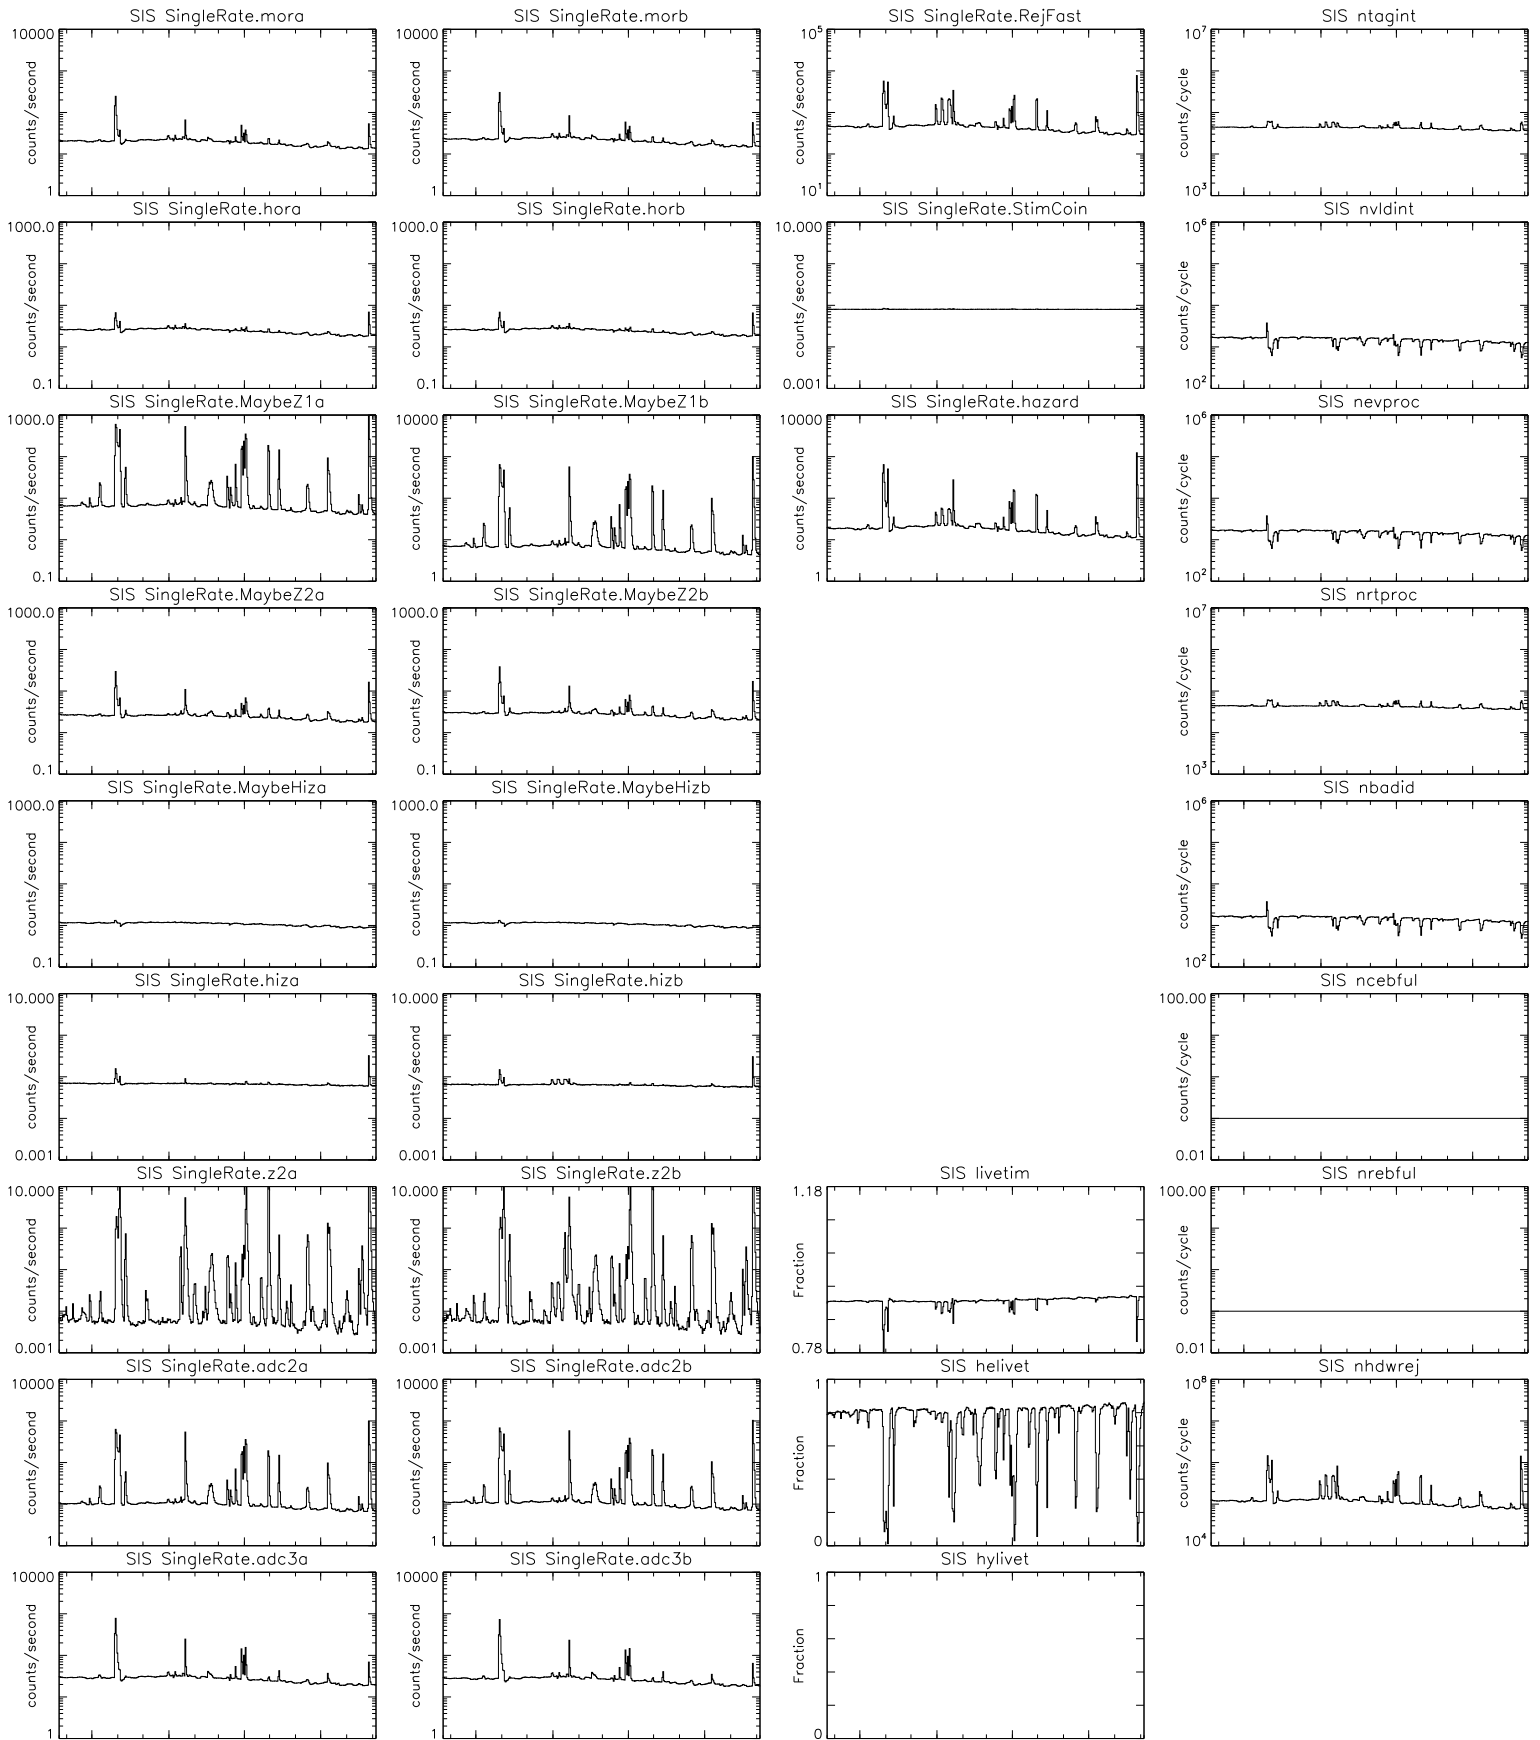 SIS SingleRate.mora
10000
counts/second
1
SIS SingleRate.morb
10000
counts/second
1
SIS SingleRate.RejFast
10^5
counts/second
10^1
SIS ntagint
10^7
counts/cycle
10^3
SIS SingleRate.hora
1000.0
counts/second
0.1
SIS SingleRate.horb
1000.0
counts/second
0.1
SIS SingleRate.StimCoin
10.000
counts/second
0.001
SIS nvldint
10^6
counts/cycle
10^2
SIS SingleRate.MaybeZ1a
1000.0
counts/second
0.1
SIS SingleRate.MaybeZ1b
10000
counts/second
1
SIS SingleRate.hazard
10000
counts/second
1
SIS nevproc
10^6
counts/cycle
10^2
SIS SingleRate.MaybeZ2a
1000.0
counts/second
0.1
SIS SingleRate.MaybeZ2b
1000.0
counts/second
0.1
SIS nrtproc
10^7
counts/cycle
10^3
SIS SingleRate.MaybeHiza
1000.0
counts/second
0.1
SIS SingleRate.MaybeHizb
1000.0
counts/second
0.1
SIS nbadid
10^6
counts/cycle
10^2
SIS SingleRate.hiza
10.000
counts/second
0.001
SIS SingleRate.hizb
10.000
counts/second
0.001
SIS ncebful
100.00
counts/cycle
0.01
SIS SingleRate.z2a
10.000
counts/second
0.001
SIS SingleRate.z2b
10.000
counts/second
0.001
SIS livetim
1.18
Fraction
0.78
SIS nrebful
100.00
counts/cycle
0.01
SIS SingleRate.adc2a
10000
counts/second
1
SIS SingleRate.adc2b
10000
counts/second
1
SIS helivet
1
Fraction
0
SIS nhdwrej
10^8
counts/cycle
10^4
SIS SingleRate.adc3a
10000
counts/second
1
SIS SingleRate.adc3b
10000
counts/second
1
SIS hylivet
1
Fraction
0